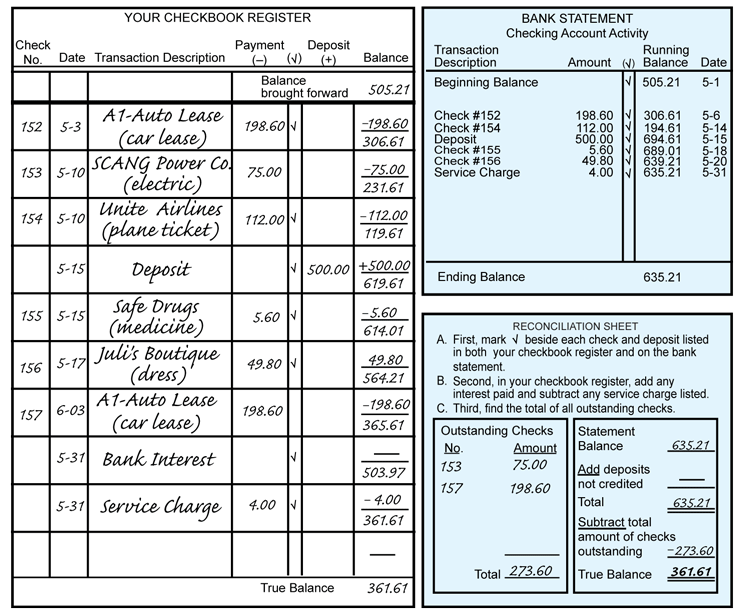 YOUR CHECKBOOK REGISTER
Check No. Date Transaction Description Payment (–) (√) Deposit (+) Balance
Balance brought forward 505.21
152 5-3 A1-Auto Lease (car lease) 198.60 √ –198.60 306.61
153 5-10 SCANG Power Co. (electric) 75.00 –75.00 231.61
154 5-10 Unite Airlines (plane ticket) 112.00 √ –112.00 119.61
5-15 Deposit √ 500.00 +500.00 619.61
155 5-15 Safe Drugs (medicine) 5.60 √ –5.60 614.01
156 5-17 Juli's Boutique (dress) 49.80 √ 49.80 564.21
157 6-03 A1-Auto Lease (car lease) 198.60 –198.60 365.61
5-31 Bank Interest √ — 503.97
5-31 Service Charge 4.00 √ – 4.00 361.61
—
True Balance 361.61
BANK STATEMENT
Checking Account Activity
Transaction Description Amount (√) Running Balance Date
Beginning Balance √ 505.21 5-1
Check #152 198.60 √ 306.61 5-6
Check #154 112.00 √ 194.61 5-14
Deposit 500.00 √ 694.61 5-15
Check #155 5.60 √ 689.01 5-18
Check #156 49.80 √ 639.21 5-20
Service Charge 4.00 √ 635.21 5-31
Ending Balance 635.21
RECONCILIATION SHEET
A. First, mark √ beside each check and deposit listed
in both your checkbook register and on the bank
statement.
B. Second, in your checkbook register, add any
interest paid and subtract any service charge listed.
C. Third, find the total of all outstanding checks.
Outstanding Checks
No. Amount
153 75.00
157 198.60
Total 273.60
Statement
Balance 635.21
Add deposits
not credited —
Total 635.21
Subtract total
amount of checks
outstanding –273.60
True Balance 361.61